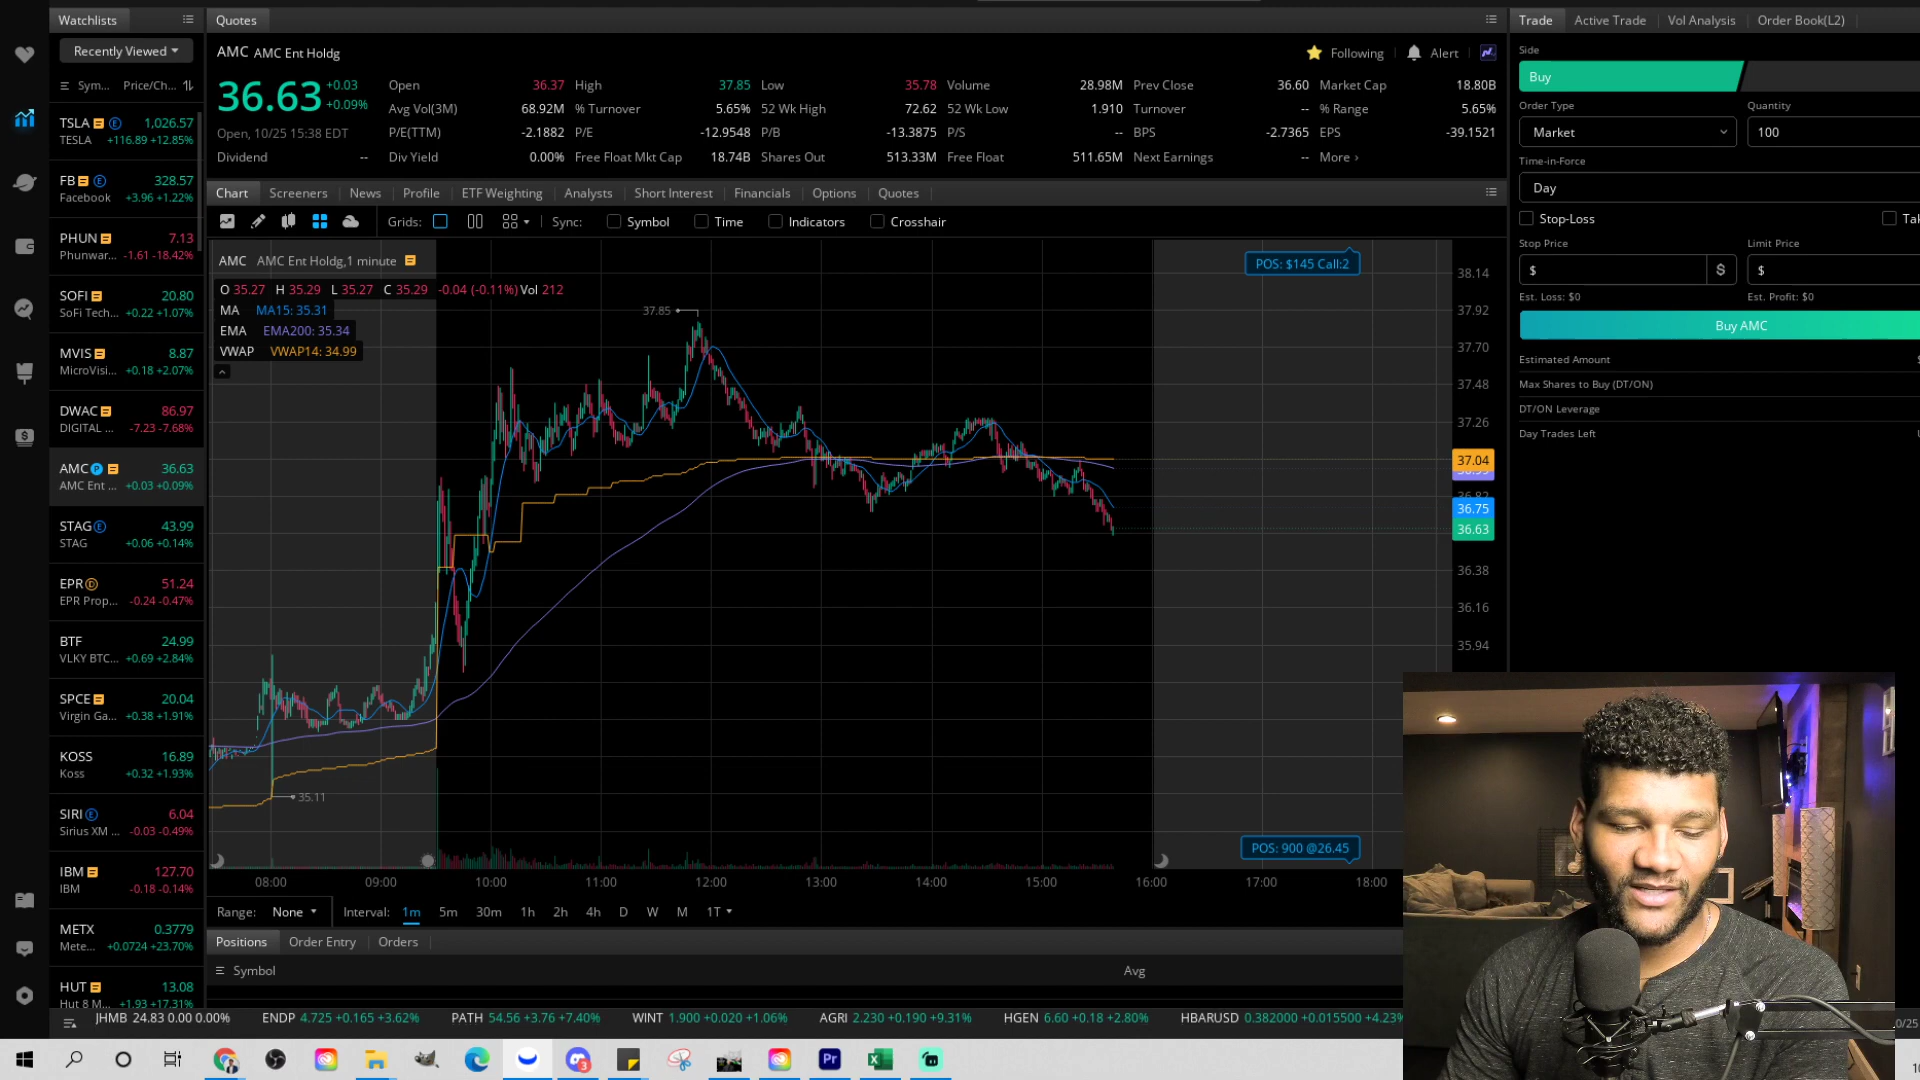 Watchlists
Quotes
Trade Active Trade Vol Analysis Order Book(L2)
Recently Viewed
Sym... Price/Ch...
TSLA 1,026.57
TESLA +116.89 +12.85%
FB 328.57
Facebook +3.96 +1.22%
PHUN 7.13
Phunwar... -1.61 -18.42%
SOFI 20.80
SoFi Tech... +0.22 +1.07%
MVIS 8.87
MicroVisi... +0.18 +2.07%
DWAC 86.97
DIGITAL ... -7.23 -7.68%
AMC P 36.63
AMC Ent ... +0.03 +0.09%
STAG E 43.99
STAG +0.06 +0.14%
EPR D 51.24
EPR Prop... -0.24 -0.47%
BTF 24.99
VLKY BTC... +0.69 +2.84%
SPCE 20.04
Virgin Ga... +0.38 +1.91%
KOSS 16.89
Koss +0.32 +1.93%
SIRI E 6.04
Sirius XM ... -0.03 -0.49%
IBM 127.70
IBM -0.18 -0.14%
METX 0.3779
Mete... +0.0724 +23.70%
HUT 13.08
Hut 8 M... +1.93 +17.31%
AMC AMC Ent Holdg
Following Alert
36.63 +0.03 +0.09%
Open, 10/25 15:38 EDT
Dividend --
Open 36.37 High 37.85 Low 35.78 Volume 28.98M Prev Close 36.60 Market Cap 18.80B
Avg Vol(3M) 68.92M % Turnover 5.65% 52 Wk High 72.62 52 Wk Low 1.910 Turnover -- % Range 5.65%
P/E(TTM) -2.1882 P/E -12.9548 P/B -13.3875 P/S -- BPS -2.7365 EPS -39.1521
Div Yield 0.00% Free Float Mkt Cap 18.74B Shares Out 513.33M Free Float 511.65M Next Earnings -- More ›
Chart Screeners News Profile ETF Weighting Analysts Short Interest Financials Options Quotes
Grids: Sync: Symbol Time Indicators Crosshair
AMC AMC Ent Holdg,1 minute
O 35.27 H 35.29 L 35.27 C 35.29 -0.04 (-0.11%) Vol 212
MA MA15: 35.31
EMA EMA200: 35.34
VWAP VWAP14: 34.99
37.85
35.11
POS: $145 Call:2
POS: 900 @26.45
38.14
37.92
37.70
37.48
37.26
37.04
36.82
36.75
36.63
36.38
36.16
35.94
08:00 09:00 10:00 11:00 12:00 13:00 14:00 15:00 16:00 17:00 18:00
Range: None Interval: 1m 5m 30m 1h 2h 4h D W M 1T
Positions Order Entry Orders
Symbol Avg
JHMB 24.83 0.00 0.00% ENDP 4.725 +0.165 +3.62% PATH 54.56 +3.76 +7.40% WINT 1.900 +0.020 +1.06% AGRI 2.230 +0.190 +9.31% HGEN 6.60 +0.18 +2.80% HBARUSD 0.382000 +0.015500 +4.23%
Side
Buy
Order Type Quantity
Market 100
Time-in-Force
Day
Stop-Loss
Stop Price Limit Price
$ $ $
Est. Loss: $0 Est. Profit: $0
Buy AMC
Estimated Amount
Max Shares to Buy (DT/ON)
DT/ON Leverage
Day Trades Left
3
Pr